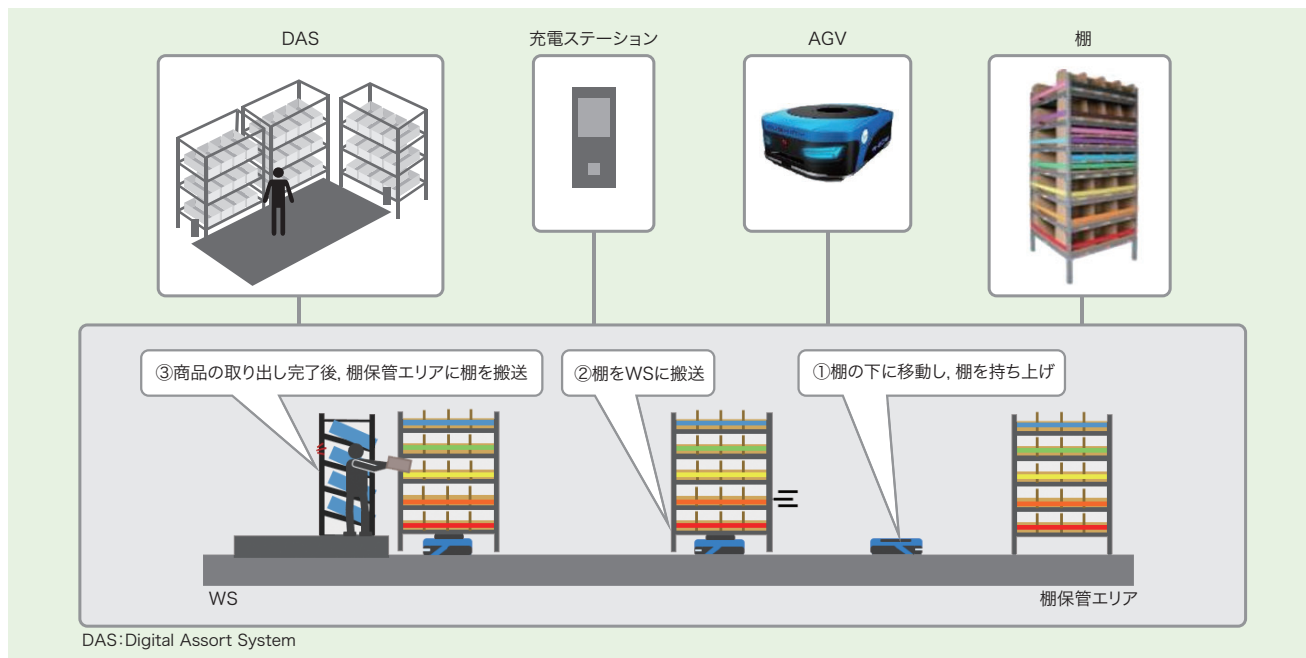 DAS
充電ステーション
AGV
棚
③商品の取り出し完了後, 棚保管エリアに棚を搬送
②棚をWSに搬送
①棚の下に移動し, 棚を持ち上げ
WS
棚保管エリア
DAS:Digital Assort System